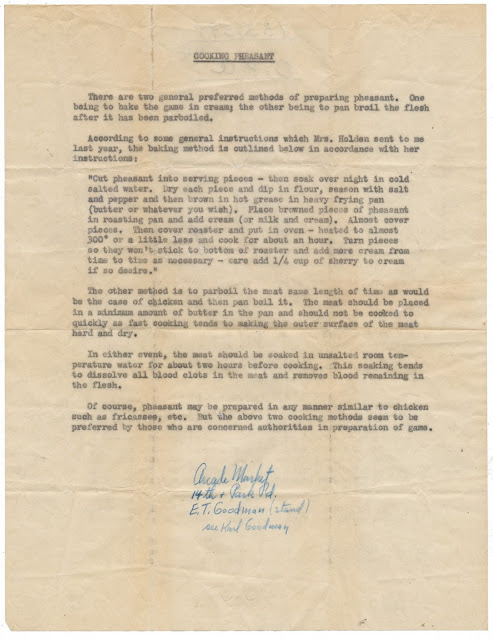 COOKING PHEASANT
There are two general preferred methods of preparing pheasant. One
being to bake the game in cream; the other being to pan broil the flesh
after it has been parboiled.
According to some general instructions which Mrs. Holden sent to me
last year, the baking method is outlined below in accordance with her
instructions:
"Cut pheasant into serving pieces - then soak over night in cold
salted water. Dry each piece and dip in flour, season with salt
and pepper and then brown in hot grease in heavy frying pan
(butter or whatever you wish). Place browned pieces of pheasant
in roasting pan and add cream (or milk and cream). Almost cover
pieces. Then cover roaster and put in oven - heated to almost
300° or a little less and cook for about an hour. Turn pieces
so they won't stick to bottom of roaster and add more cream from
time to time as necessary - care add 1/4 cup of sherry to cream
if so desire."
The other method is to parboil the meat same length of time as would
be the case of chicken and then pan boil it. The meat should be placed
in a minimum amount of butter in the pan and should not be cooked to
quickly as fast cooking tends to making the outer surface of the meat
hard and dry.
In either event, the meat should be soaked in unsalted room tem-
perature water for about two hours before cooking. This soaking tends
to dissolve all blood clots in the meat and removes blood remaining in
the flesh.
Of course, pheasant may be prepared in any manner similar to chicken
such as fricassee, etc. But the above two cooking methods seem to be
preferred by those who are concerned authorities in preparation of game.
Arcade Market
14th + Park Rd.
E.T. Goodman (stand)
see Karl Goodman